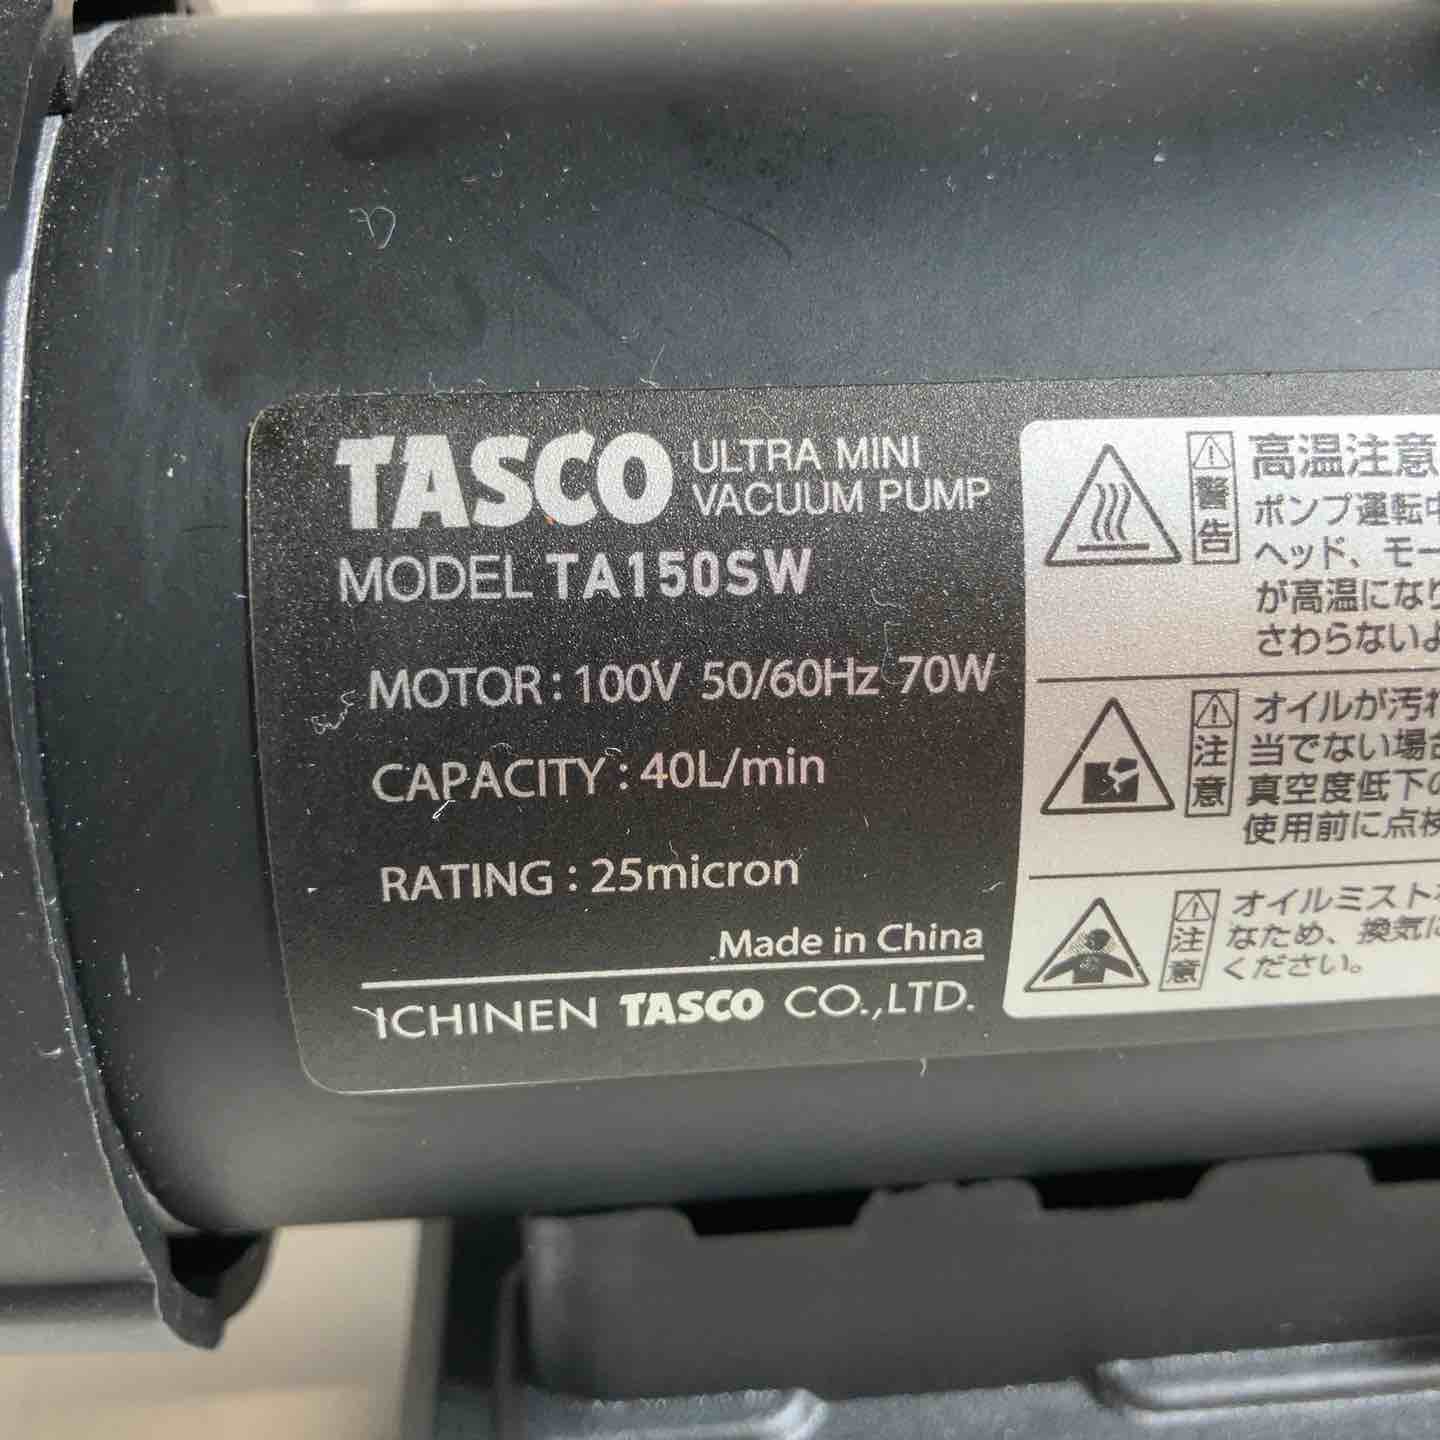 TASCO ULTRA MINI
VACUUM PUMP
MODEL TA150SW
MOTOR : 100V 50/60Hz 70W
CAPACITY : 40L/min
RATING : 25micron
Made in China
ICHINEN TASCO CO.,LTD.
警告
高温注意
ポンプ運転中
ヘッド、モー
が高温になり
さわらないよ
注意
オイルが汚れ
当でない場合
真空度低下の
使用前に点検
注意
オイルミストを
なため、換気に
ください。